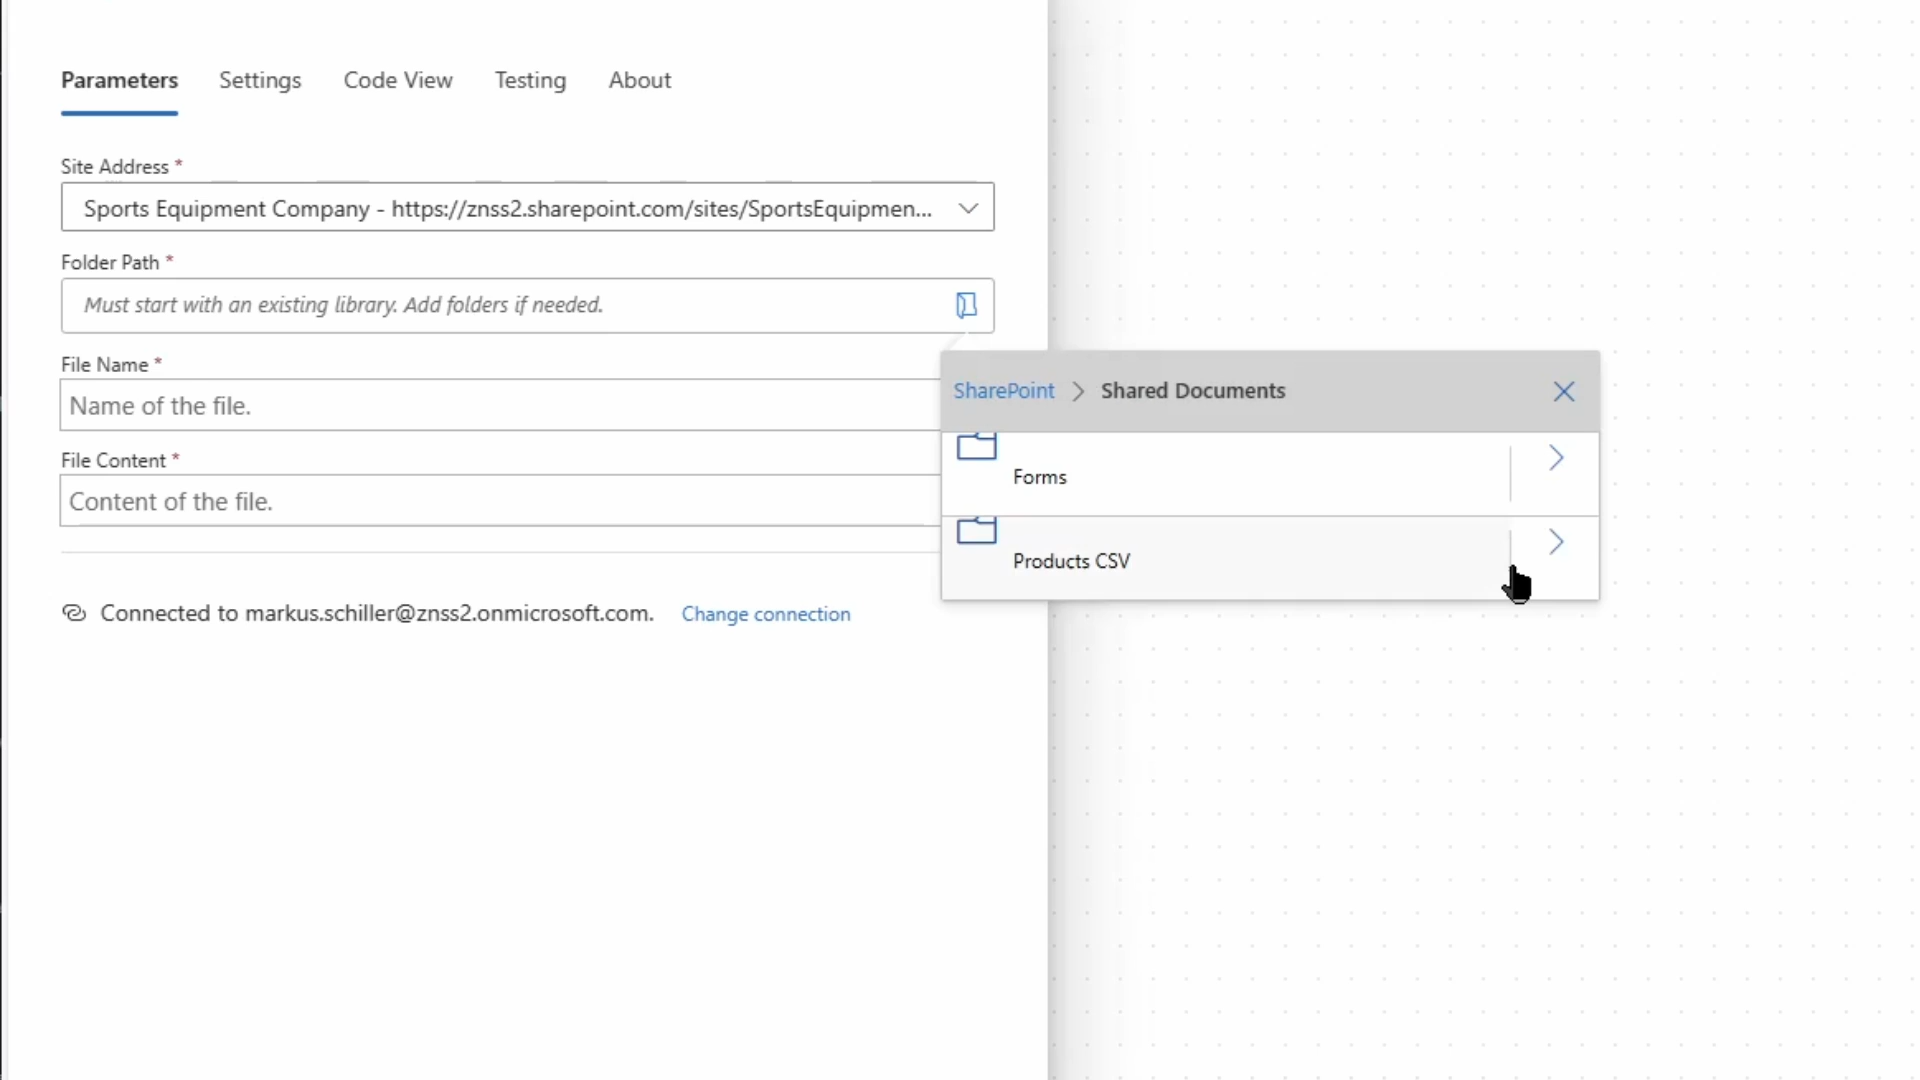 Parameters Settings Code View Testing About
Site Address *
Sports Equipment Company - https://znss2.sharepoint.com/sites/SportsEquipmen...
Folder Path *
Must start with an existing library. Add folders if needed.
File Name *
Name of the file.
SharePoint > Shared Documents
Forms
File Content *
Content of the file.
Products CSV
Connected to markus.schiller@znss2.onmicrosoft.com. Change connection